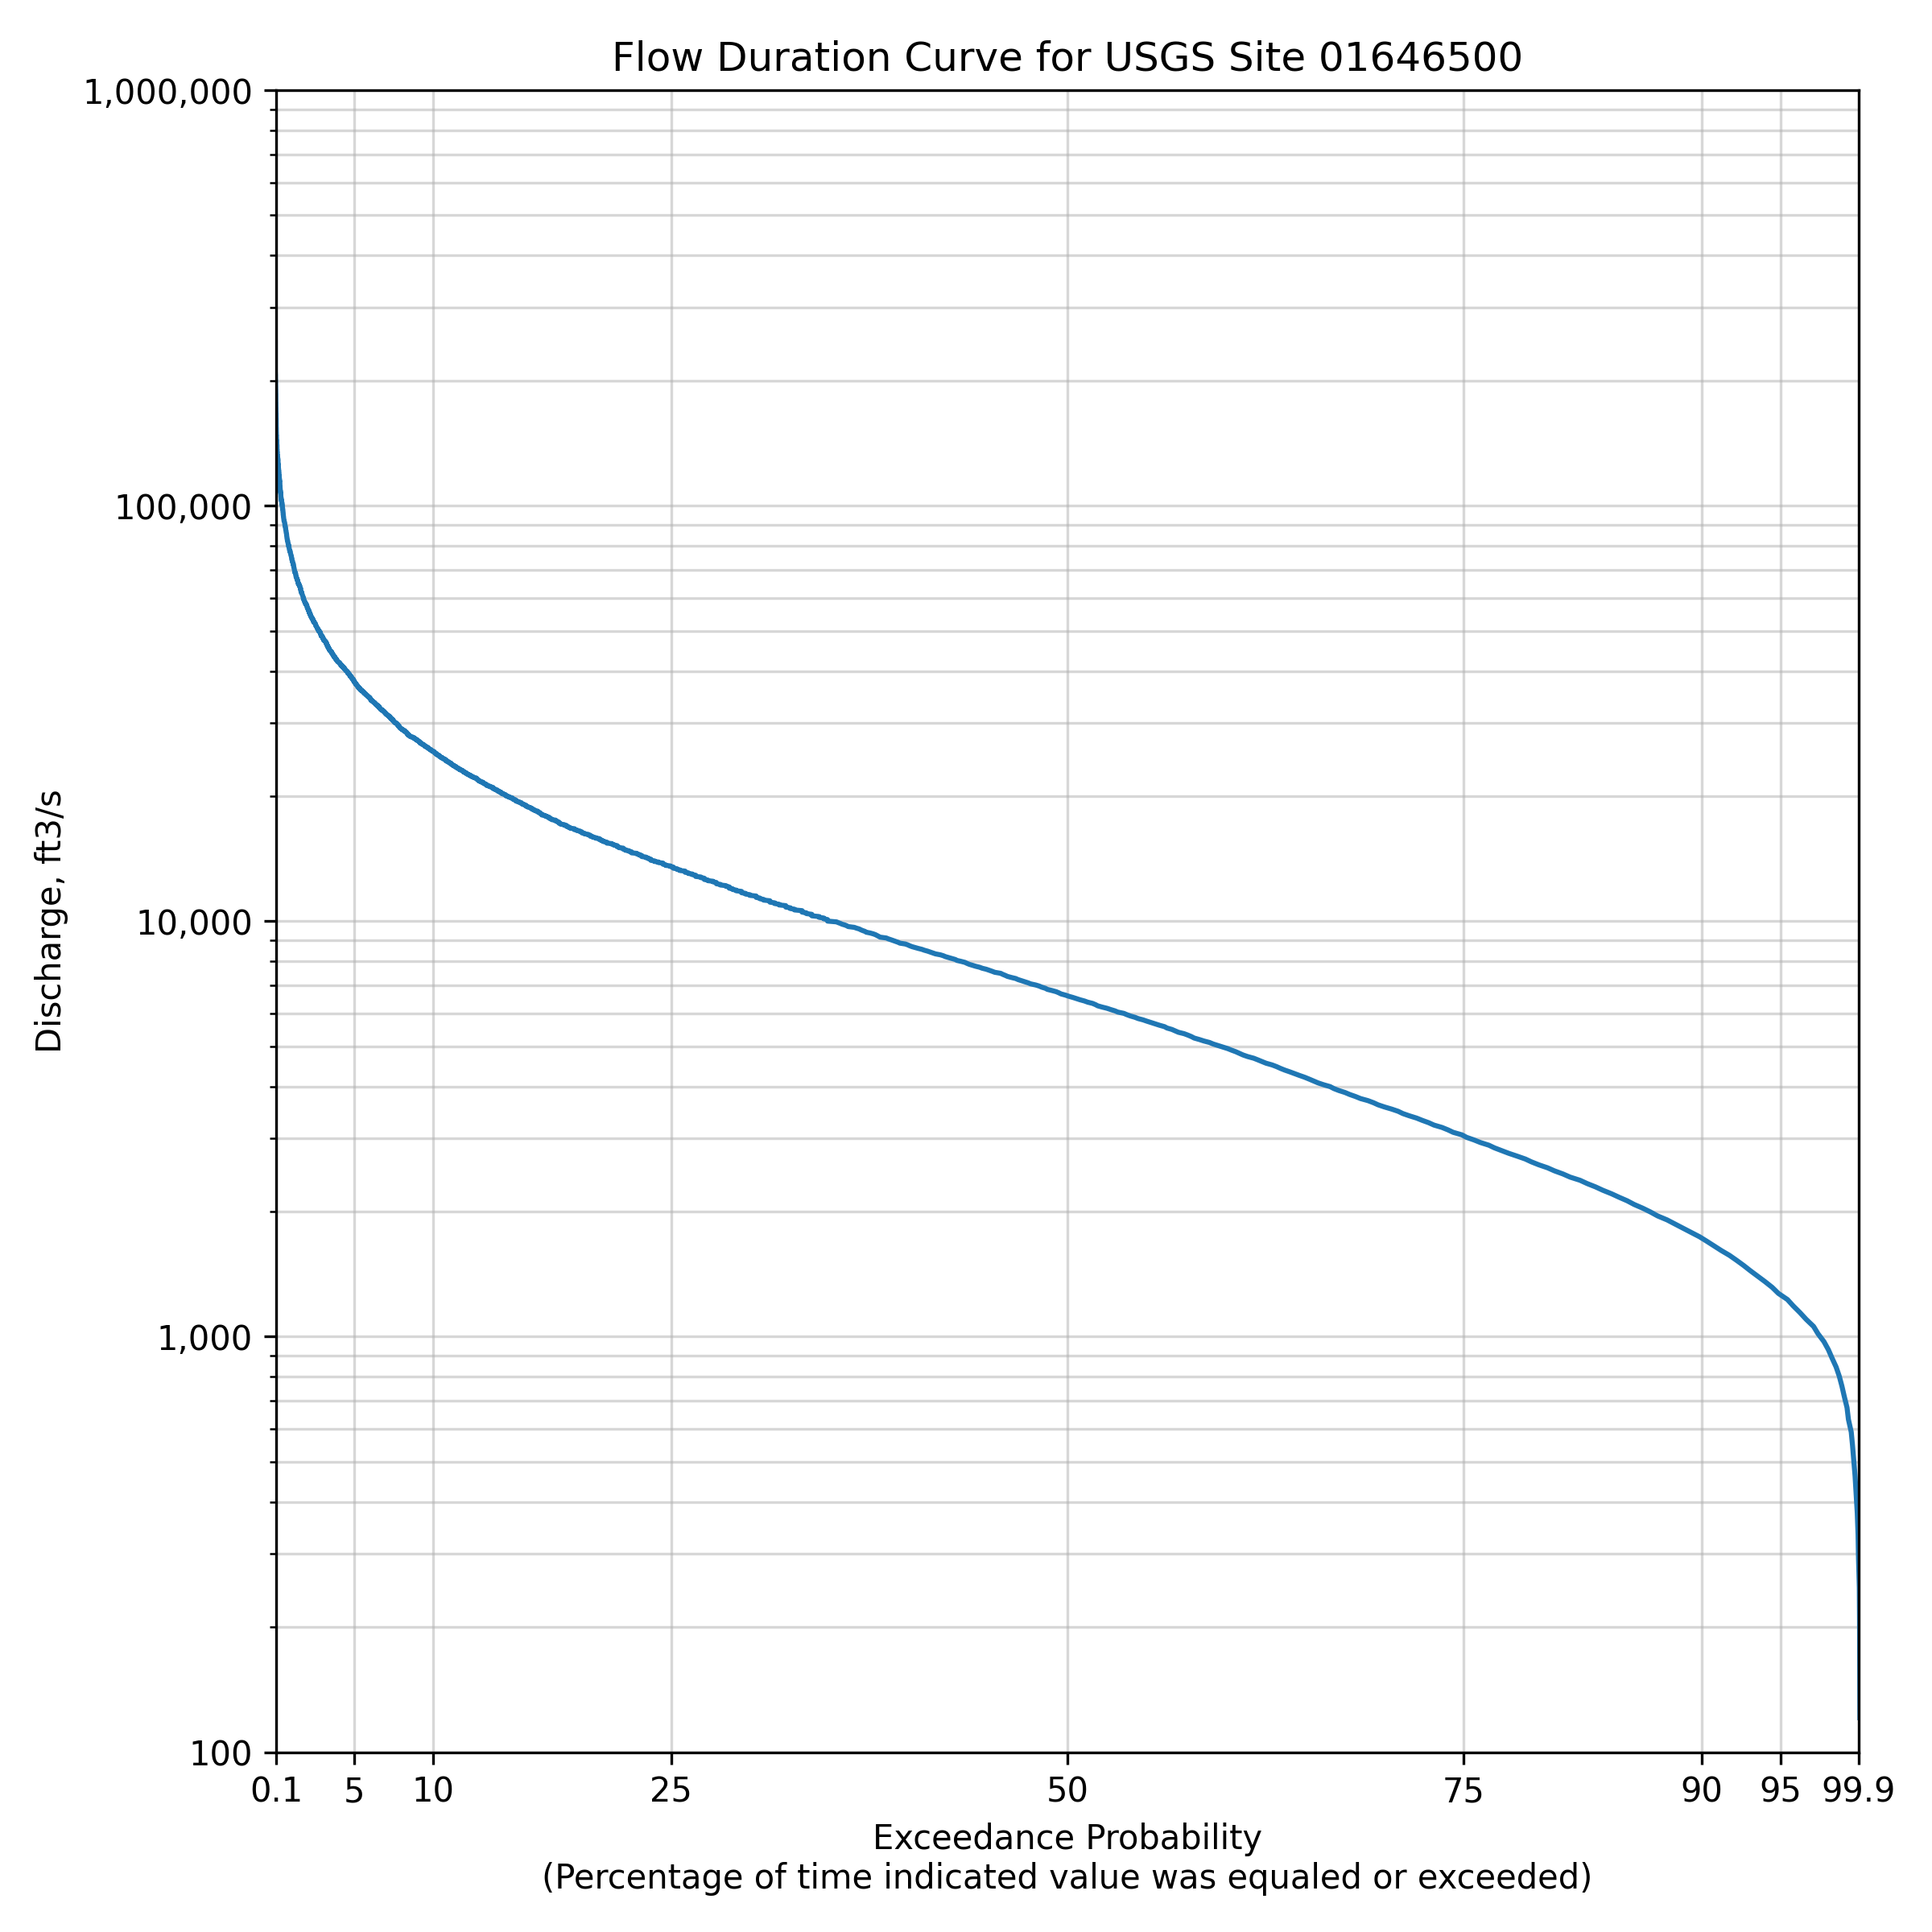 Flow Duration Curve for USGS Site 01646500
1,000,000
100,000
10,000
1,000
100
Discharge, ft3/s
0.1 5 10 25 50 75 90 95 99.9
Exceedance Probability
(Percentage of time indicated value was equaled or exceeded)